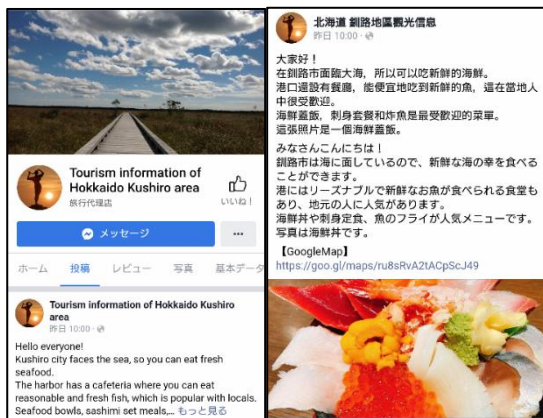 Tourism information of
Hokkaido Kushiro area
旅行代理店
いいね！
メッセージ
...
ホーム
投稿
レビュー
写真
基本データ
Tourism information of Hokkaido Kushiro
area
昨日 10:00
Hello everyone!
Kushiro city faces the sea, so you can eat fresh
seafood.
The harbor has a cafeteria where you can eat
reasonable and fresh fish, which is popular with locals.
Seafood bowls, sashimi set meals,... もっと見る
北海道 釧路地區觀光信息
昨日 10:00
大家好！
在釧路市面臨大海，所以可以吃新鮮的海鮮。
港口還設有餐廳，能便宜地吃到新鮮的魚，這在當地人
中很受歡迎。
海鮮蓋飯，刺身套餐和炸魚是最受歡迎的菜單。
這張照片是一個海鮮蓋飯。
みなさんこんにちは！
釧路市は海に面しているので、新鮮な海の幸を食べる
ことができます。
港にはリーズナブルで新鮮なお魚が食べられる食堂も
あり、地元の人に人気があります。
海鮮丼や刺身定食、魚のフライが人気メニューです。
写真は海鮮丼です。
【GoogleMap】
https://goo.gl/maps/ru8sRvA2tACpScJ49